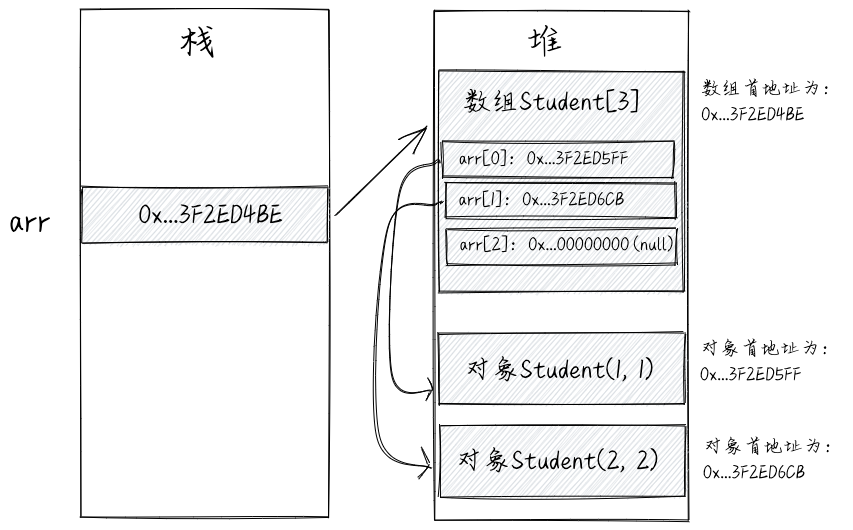 栈
堆
数组Student[3]
数组首地址为:
0x...3F2ED4BE
arr[0]: 0x...3F2ED5FF
arr[1]: 0x...3F2ED6CB
arr
0x...3F2ED4BE
arr[2]: 0x...00000000(null)
对象Student(1, 1)
对象首地址为:
0x...3F2ED5FF
对象Student(2, 2)
对象首地址为:
0x...3F2ED6CB